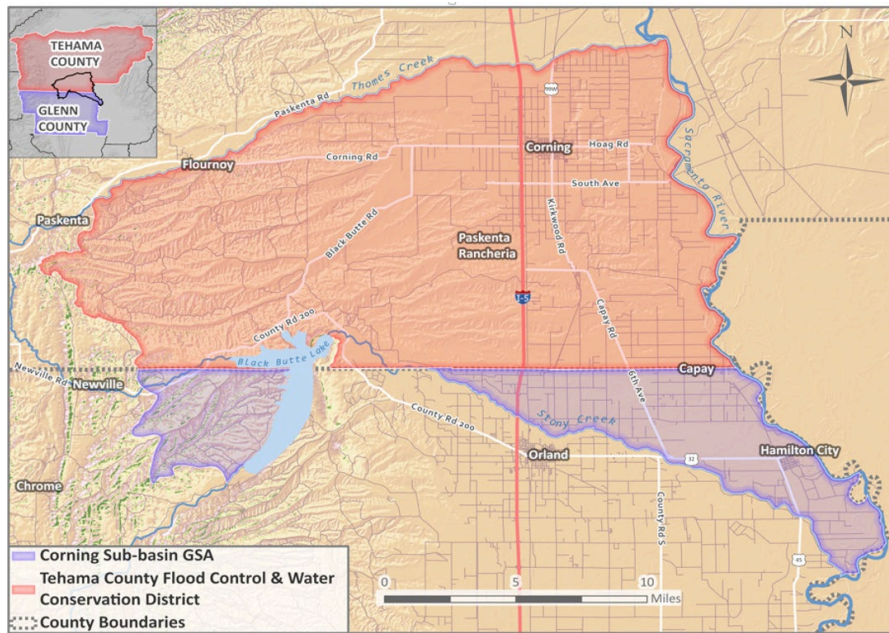 TEHAMA
COUNTY
GLENN
COUNTY
N
Thomes Creek
Paskenta Rd
99W
Flournoy
Corning Rd
Corning
Hoag Rd
South Ave
Sacramento River
Paskenta
Black Butte Rd
Kirkwood Rd
Paskenta
Rancheria
I-5
Capay Rd
County Rd 200
Black Butte Lake
Newville Rd
Newville
Capay
6th Ave
County Rd 200
Stony Creek
Orland
32
Hamilton City
Chrome
County Rd S
45
Corning Sub-basin GSA
Tehama County Flood Control & Water
Conservation District
County Boundaries
0 5 10
Miles